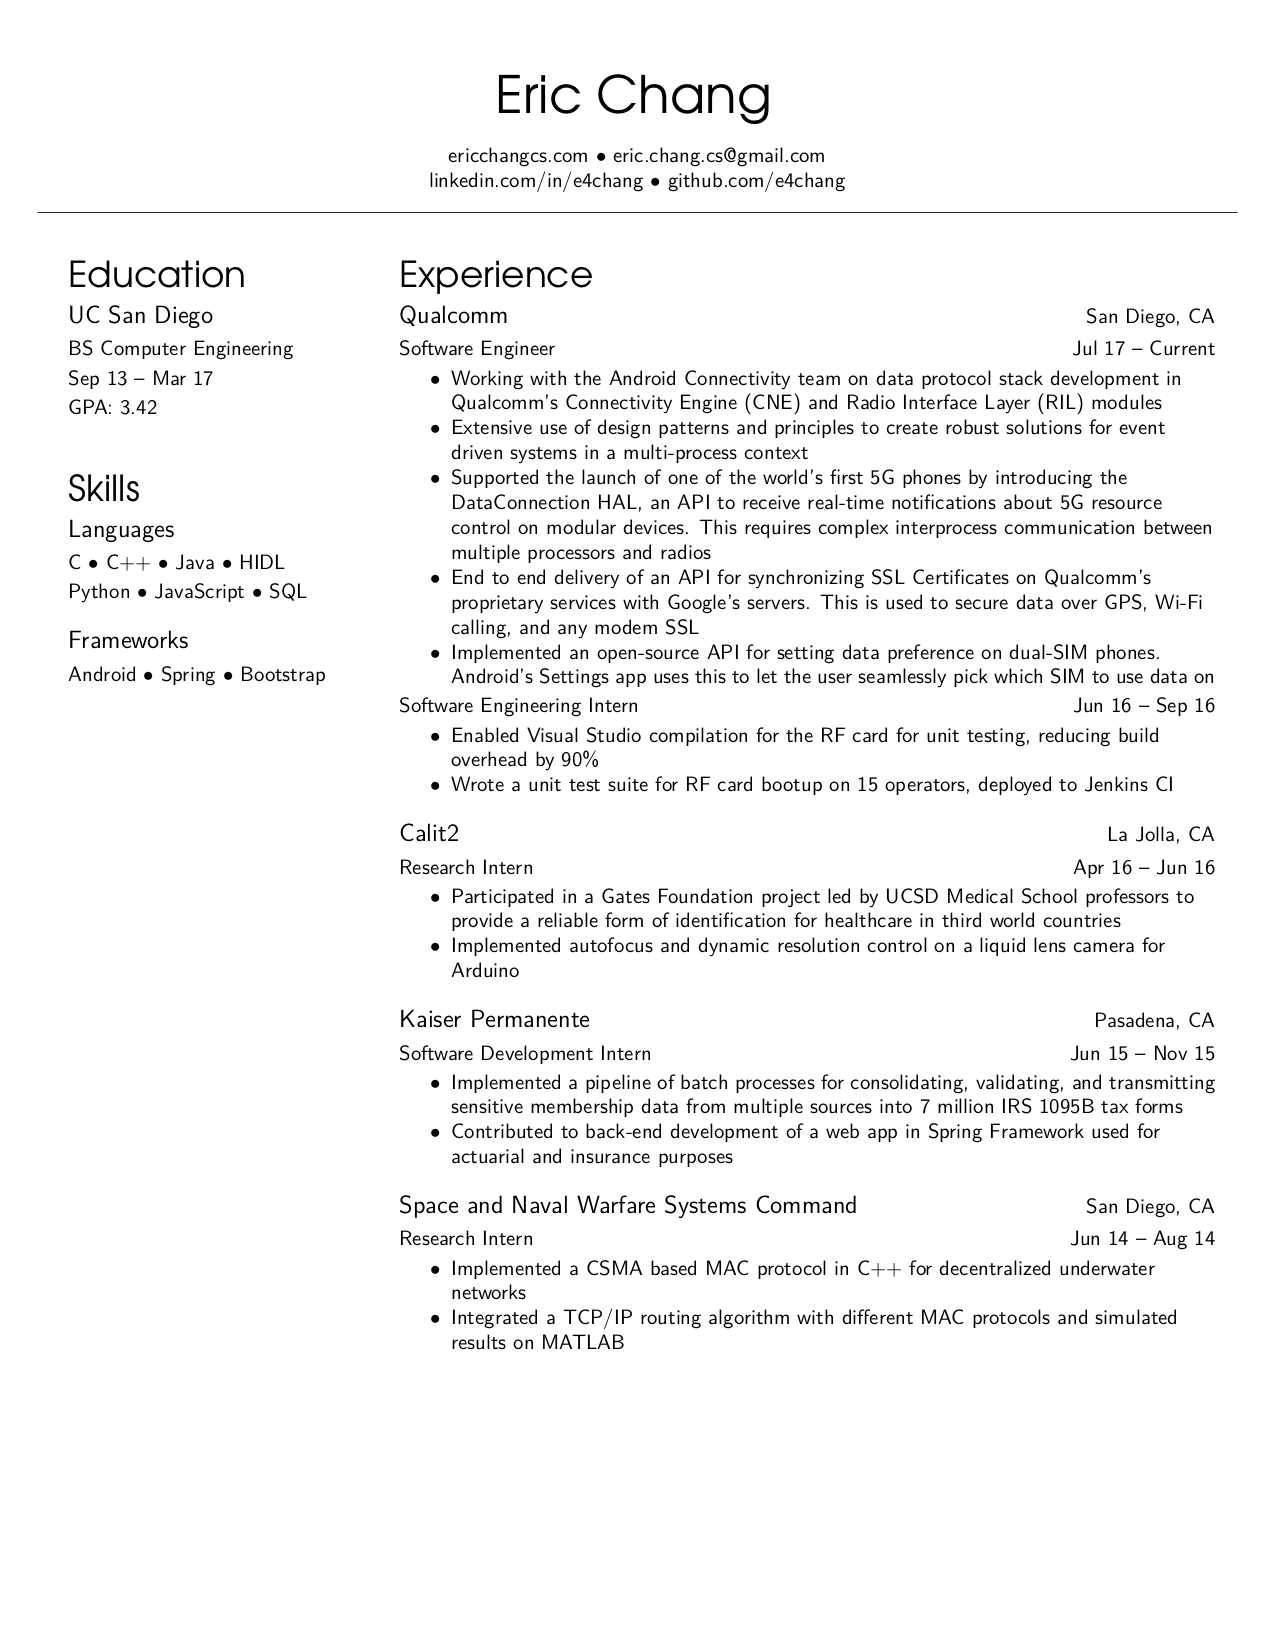 Eric Chang
ericchangcs.com • eric.chang.cs@gmail.com
linkedin.com/in/e4chang • github.com/e4chang
Education
UC San Diego
BS Computer Engineering
Sep 13 – Mar 17
GPA: 3.42
Skills
Languages
C • C++ • Java • HIDL
Python • JavaScript • SQL
Frameworks
Android • Spring • Bootstrap
Experience
Qualcomm San Diego, CA
Software Engineer Jul 17 – Current
• Working with the Android Connectivity team on data protocol stack development in
Qualcomm's Connectivity Engine (CNE) and Radio Interface Layer (RIL) modules
• Extensive use of design patterns and principles to create robust solutions for event
driven systems in a multi-process context
• Supported the launch of one of the world's first 5G phones by introducing the
DataConnection HAL, an API to receive real-time notifications about 5G resource
control on modular devices. This requires complex interprocess communication between
multiple processors and radios
• End to end delivery of an API for synchronizing SSL Certificates on Qualcomm's
proprietary services with Google's servers. This is used to secure data over GPS, Wi-Fi
calling, and any modem SSL
• Implemented an open-source API for setting data preference on dual-SIM phones.
Android's Settings app uses this to let the user seamlessly pick which SIM to use data on
Software Engineering Intern Jun 16 – Sep 16
• Enabled Visual Studio compilation for the RF card for unit testing, reducing build
overhead by 90%
• Wrote a unit test suite for RF card bootup on 15 operators, deployed to Jenkins CI
Calit2 La Jolla, CA
Research Intern Apr 16 – Jun 16
• Participated in a Gates Foundation project led by UCSD Medical School professors to
provide a reliable form of identification for healthcare in third world countries
• Implemented autofocus and dynamic resolution control on a liquid lens camera for
Arduino
Kaiser Permanente Pasadena, CA
Software Development Intern Jun 15 – Nov 15
• Implemented a pipeline of batch processes for consolidating, validating, and transmitting
sensitive membership data from multiple sources into 7 million IRS 1095B tax forms
• Contributed to back-end development of a web app in Spring Framework used for
actuarial and insurance purposes
Space and Naval Warfare Systems Command San Diego, CA
Research Intern Jun 14 – Aug 14
• Implemented a CSMA based MAC protocol in C++ for decentralized underwater
networks
• Integrated a TCP/IP routing algorithm with different MAC protocols and simulated
results on MATLAB